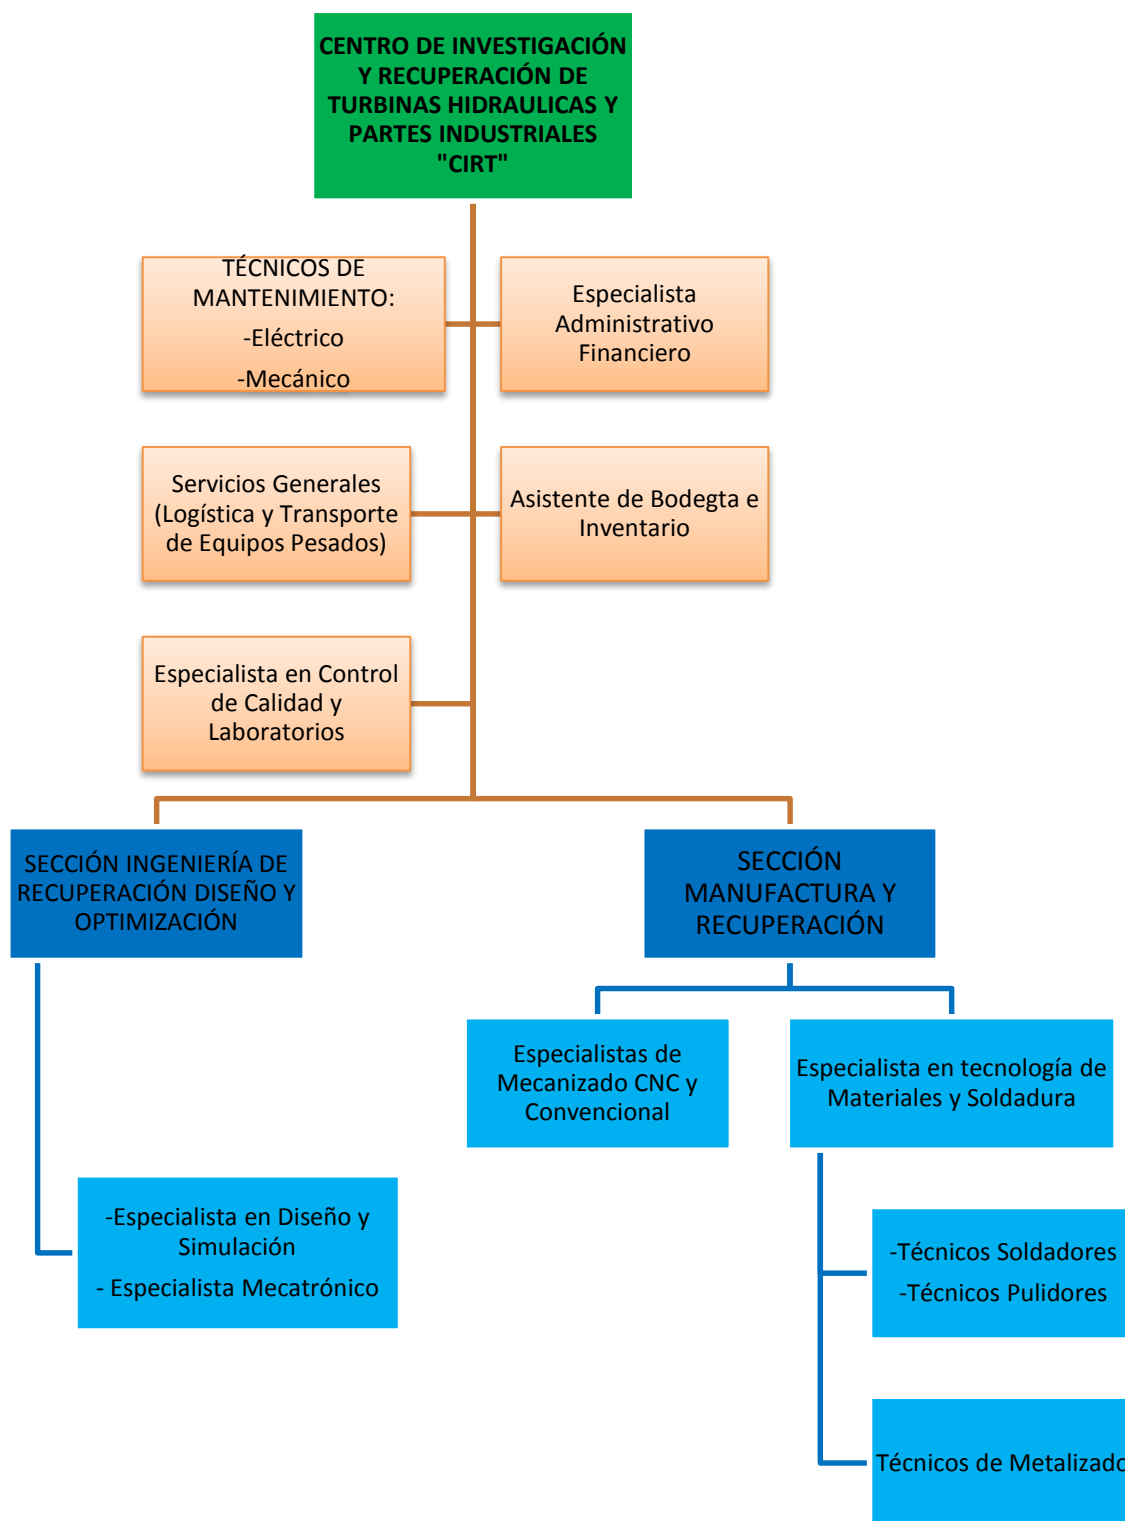 CENTRO DE INVESTIGACIÓN
Y RECUPERACIÓN DE
TURBINAS HIDRAULICAS Y
PARTES INDUSTRIALES
"CIRT"
TÉCNICOS DE
MANTENIMIENTO:
-Eléctrico
-Mecánico
Especialista
Administrativo
Financiero
Servicios Generales
(Logística y Transporte
de Equipos Pesados)
Asistente de Bodegta e
Inventario
Especialista en Control
de Calidad y
Laboratorios
SECCIÓN INGENIERÍA DE
RECUPERACIÓN DISEÑO Y
OPTIMIZACIÓN
SECCIÓN
MANUFACTURA Y
RECUPERACIÓN
Especialistas de
Mecanizado CNC y
Convencional
Especialista en tecnología de
Materiales y Soldadura
-Especialista en Diseño y
Simulación
- Especialista Mecatrónico
-Técnicos Soldadores
-Técnicos Pulidores
Técnicos de Metalizado